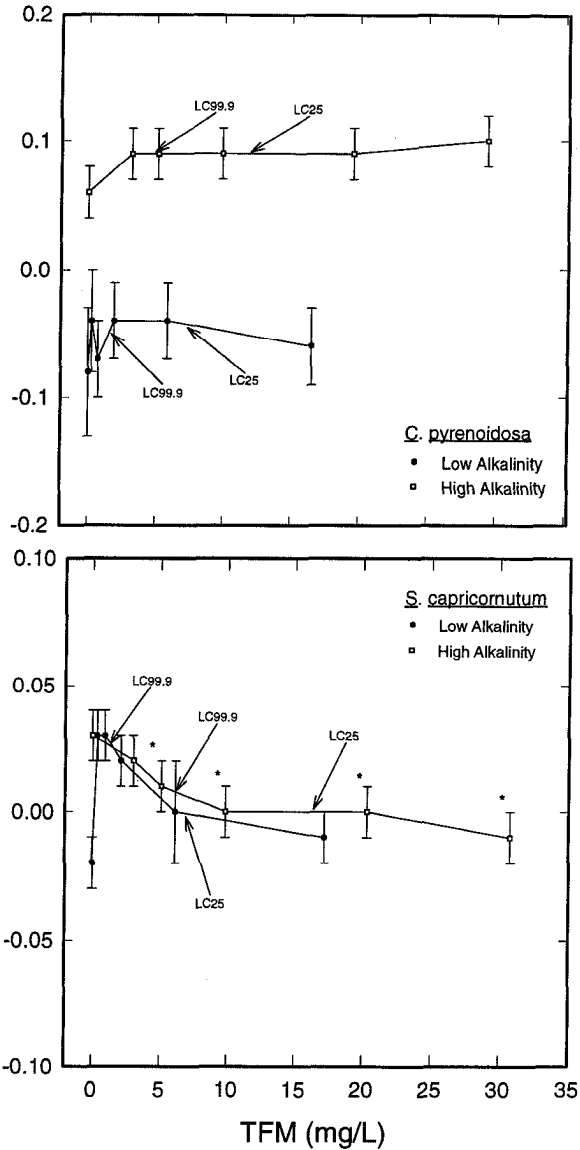 0.2
0.1
0.0
-0.1
-0.2
LC99.9
LC25
LC99.9
LC25
C. pyrenoidosa
Low Alkalinity
High Alkalinity
0.10
0.05
0.00
-0.05
-0.10
S. capricornutum
Low Alkalinity
High Alkalinity
LC99.9
LC99.9
LC25
LC25
* * * *
0 5 10 15 20 25 30 35
TFM (mg/L)